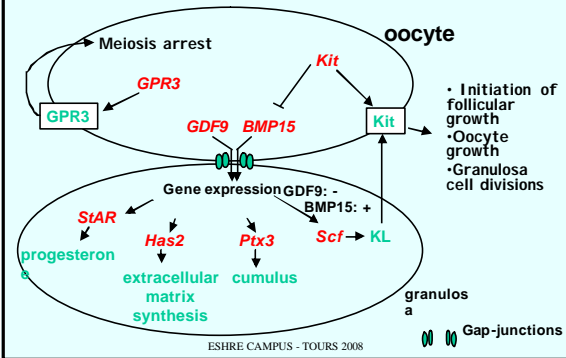 oocyte
Meiosis arrest
Kit
GPR3
GPR3
GDF9 BMP15
Kit
• Initiation of
follicular
growth
•Oocyte
growth
•Granulosa
cell divisions
Gene expression
GDF9: -
BMP15: +
StAR
Has2
Ptx3
Scf
KL
progesteron
e
extracellular
matrix
synthesis
cumulus
granulos
a
Gap-junctions
ESHRE CAMPUS - TOURS 2008